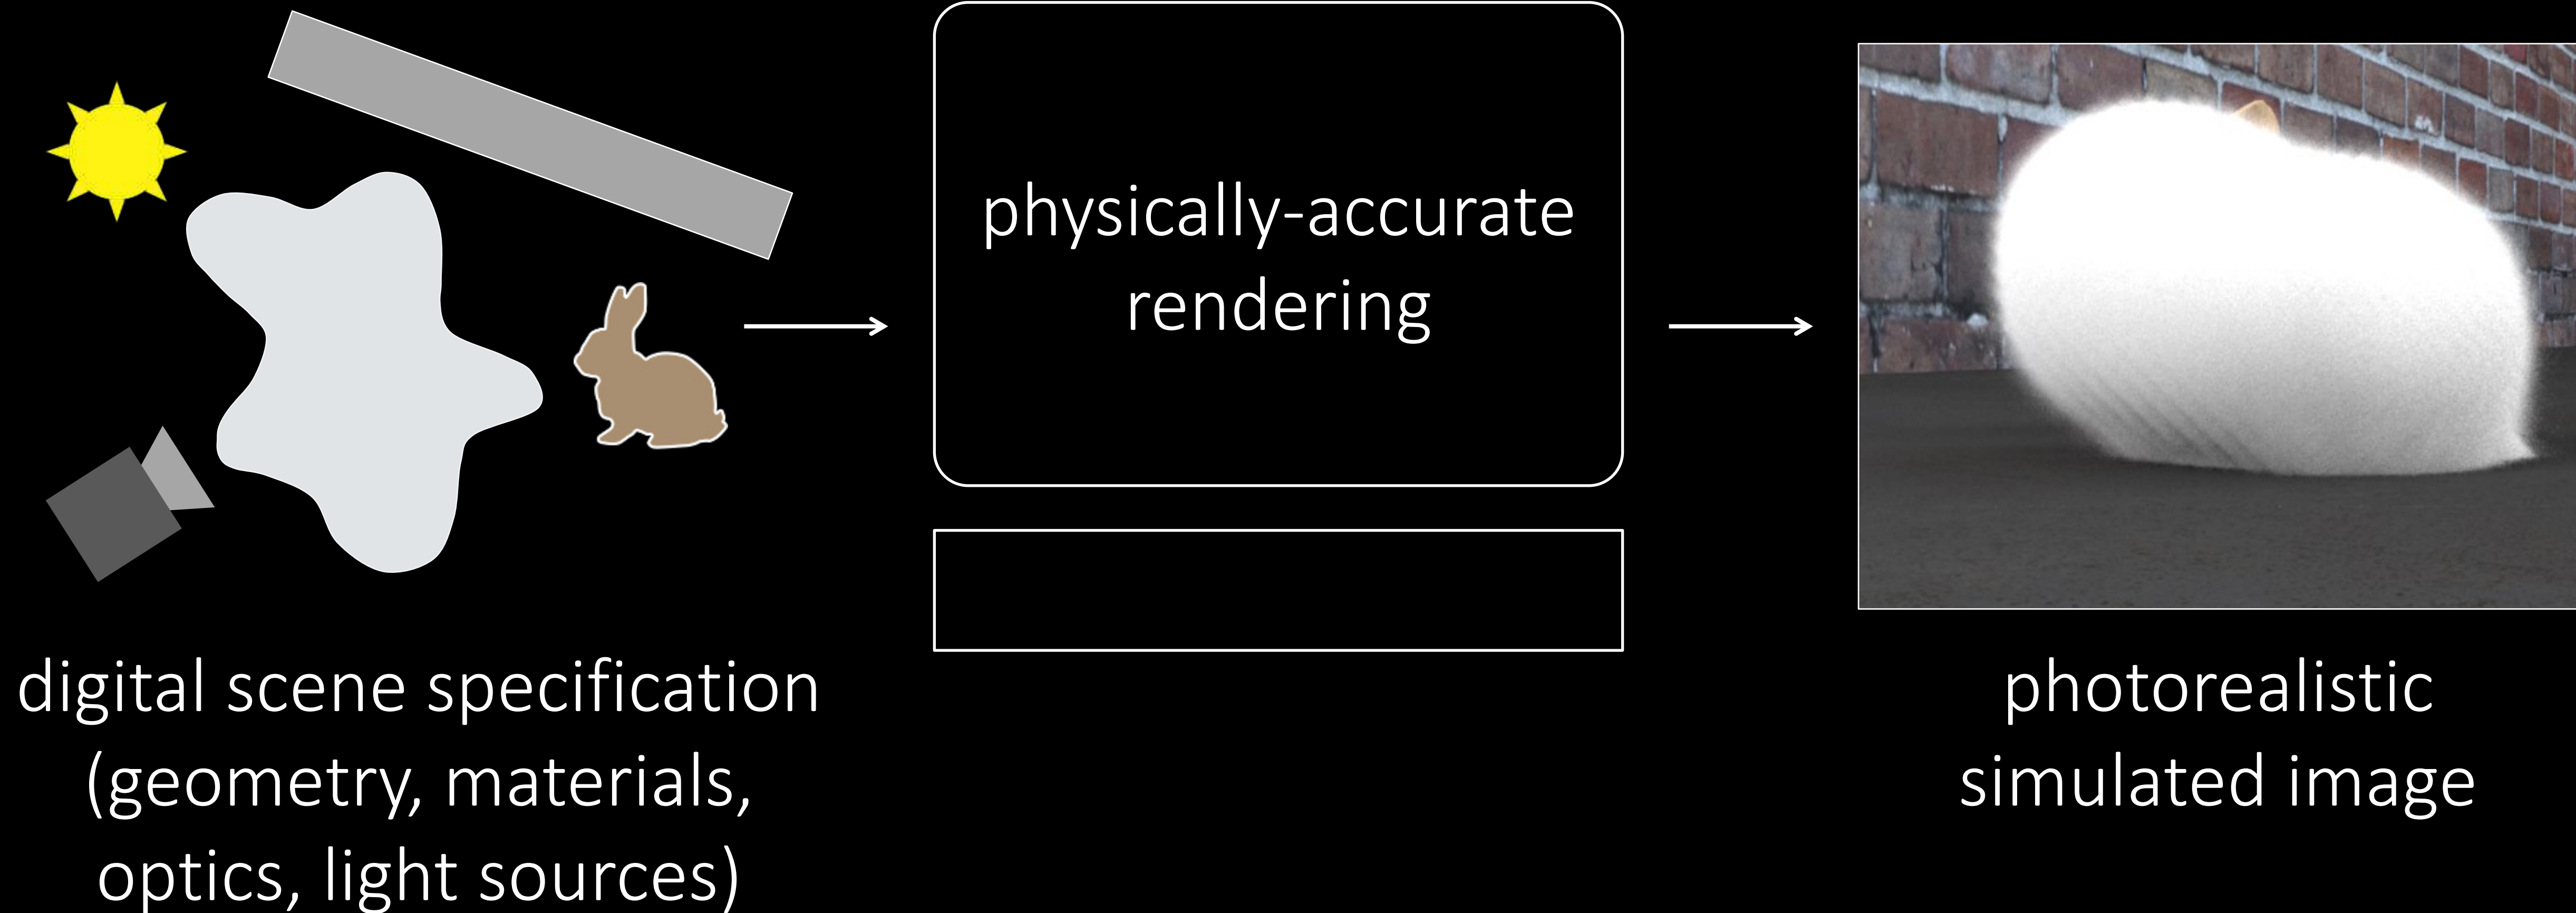 physically-accurate
rendering
digital scene specification
(geometry, materials,
optics, light sources)
photorealistic
simulated image